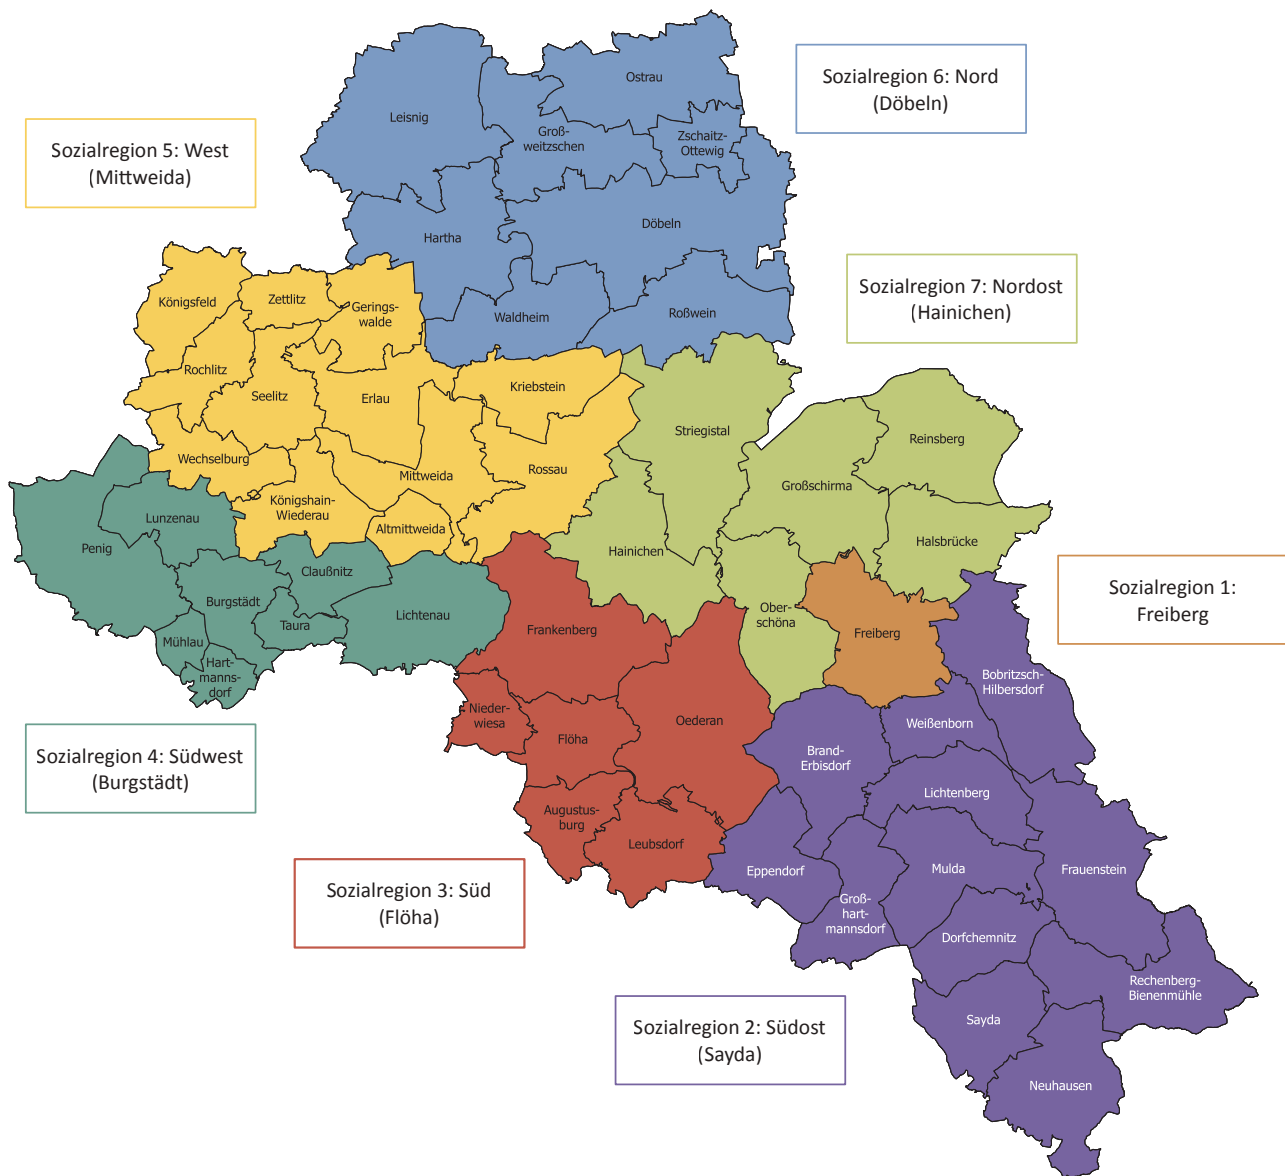 Sozialregion 6: Nord
(Döbeln)
Sozialregion 5: West
(Mittweida)
Sozialregion 7: Nordost
(Hainichen)
Sozialregion 1:
Freiberg
Sozialregion 4: Südwest
(Burgstädt)
Sozialregion 3: Süd
(Flöha)
Sozialregion 2: Südost
(Sayda)
Ostrau
Leisnig
Groß-
weitzschen
Zschaitz-
Ottewig
Hartha
Döbeln
Waldheim
Roßwein
Königsfeld
Zettlitz
Gerings-
walde
Rochlitz
Seelitz
Erlau
Kriebstein
Wechselburg
Mittweida
Rossau
Königshain-
Wiederau
Altmittweida
Striegistal
Reinsberg
Großschirma
Hainichen
Halsbrücke
Ober-
schöna
Freiberg
Lunzenau
Penig
Claußnitz
Burgstädt
Lichtenau
Taura
Mühlau
Hart-
manns-
dorf
Frankenberg
Nieder-
wiesa
Flöha
Oederan
Augustus-
burg
Leubsdorf
Bobritzsch-
Hilbersdorf
Weißenborn
Brand-
Erbisdorf
Lichtenberg
Eppendorf
Mulda
Frauenstein
Groß-
hart-
mannsdorf
Dorfchemnitz
Rechenberg-
Bienenmühle
Sayda
Neuhausen